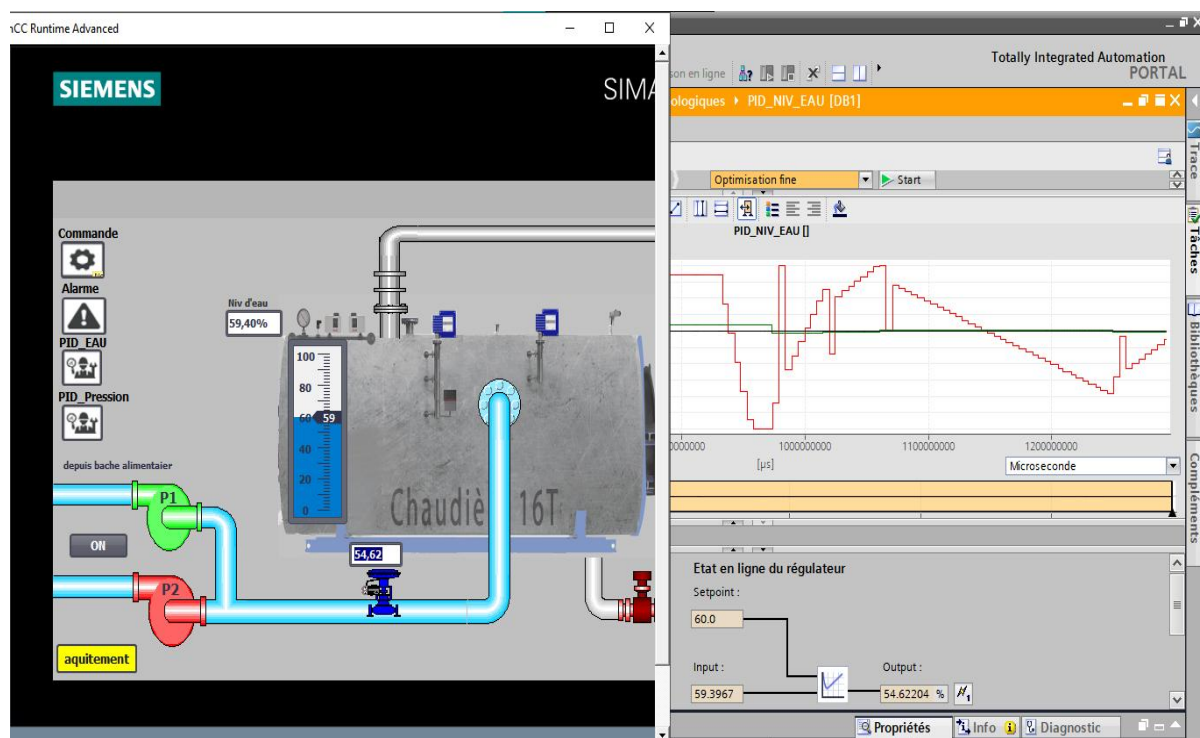 nCC Runtime Advanced
SIEMENS
SIMA
Commande
Alarme
PID_EAU
PID_Pression
Niv d'eau
59,40%
100
80
60
59
40
20
0
depuis bache alimentaier
P1
ON
P2
aquitement
Chaudiè 16T
54,62
Totally Integrated Automation
PORTAL
son en ligne
ologiques PID_NIV_EAU [DB1]
Optimisation fine
Start
PID_NIV_EAU []
0000000
1000000000
1100000000
1200000000
[µs]
Microseconde
Etat en ligne du régulateur
Setpoint :
60.0
Input :
59.3967
Output :
54.62204 %
Propriétés
Info
Diagnostic
Trace
Tâches
Bibliothèques
Compléments